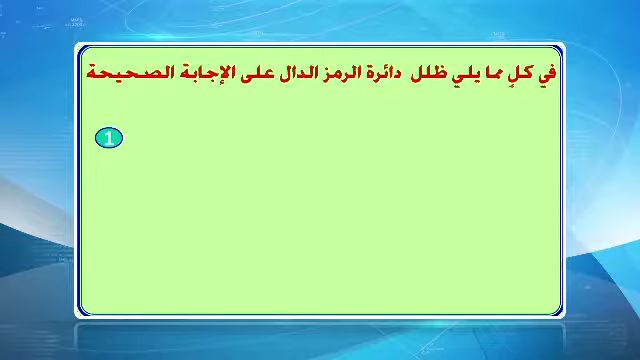 في كلٍ مما يلي ظلل دائرة الرمز الدال على الإجابة الصحيحة
1